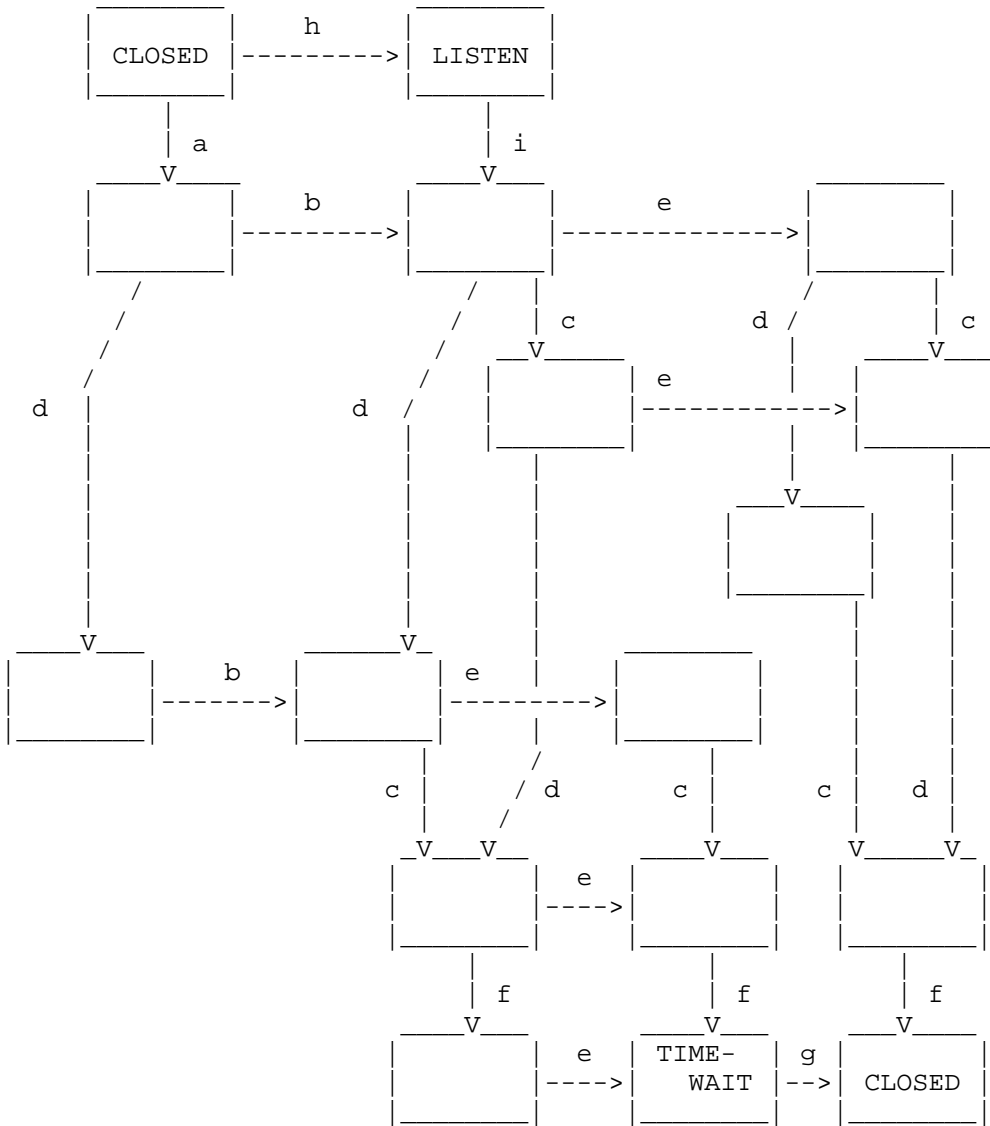 h
CLOSED --------->  LISTEN
a i
b e
d c
e
d d c
b e
c d c c d
e
f f f
TIME-
e g
WAIT CLOSED